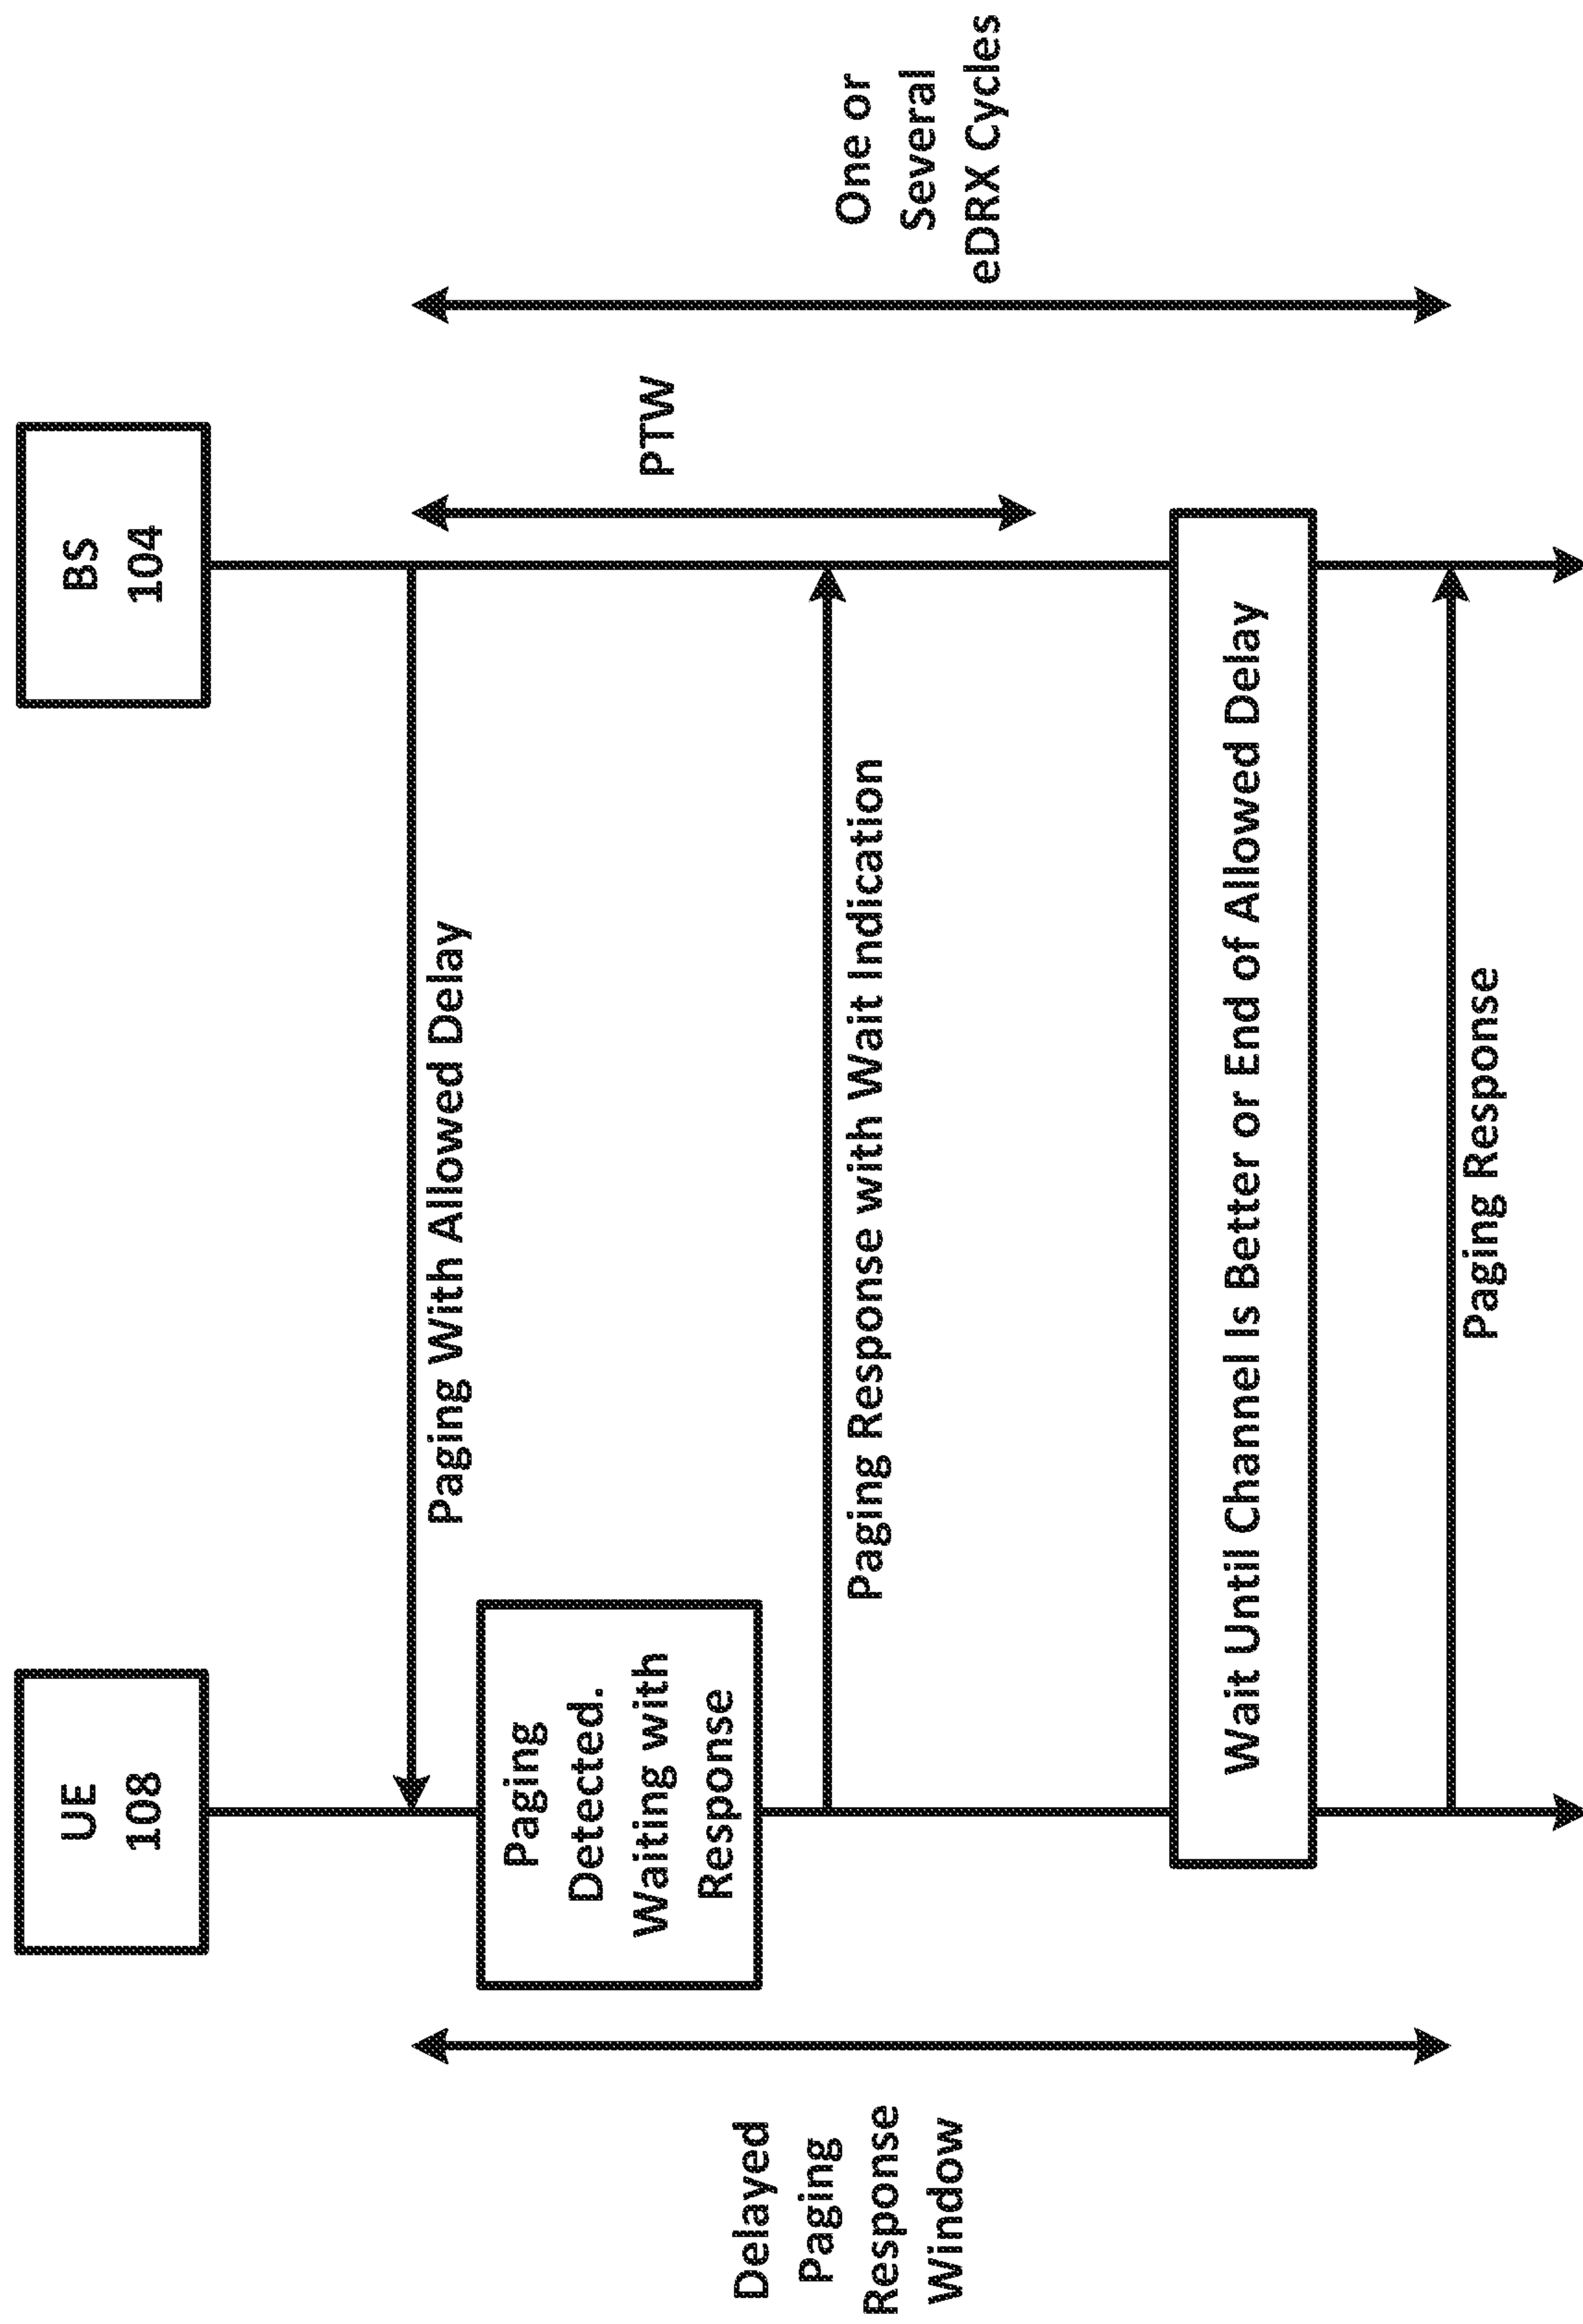 UE
108
BS
104
Paging With Allowed Delay
Paging
Detected.
Waiting with
Response
Paging Response with Wait Indication
Wait Until Channel Is Better or End of Allowed Delay
Paging Response
Delayed
Paging
Response
Window
PTW
One or
Several
eDRX Cycles